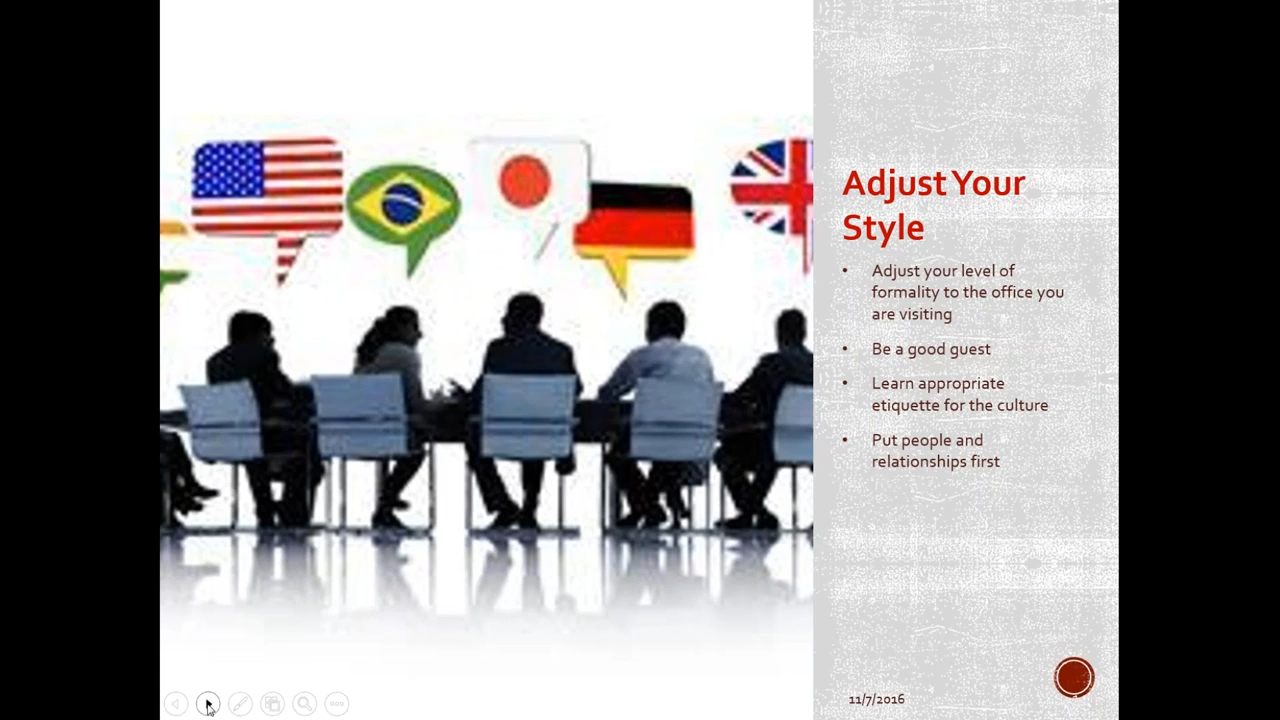 Adjust Your
Style
• Adjust your level of
formality to the office you
are visiting
• Be a good guest
• Learn appropriate
etiquette for the culture
• Put people and
relationships first
11/7/2016